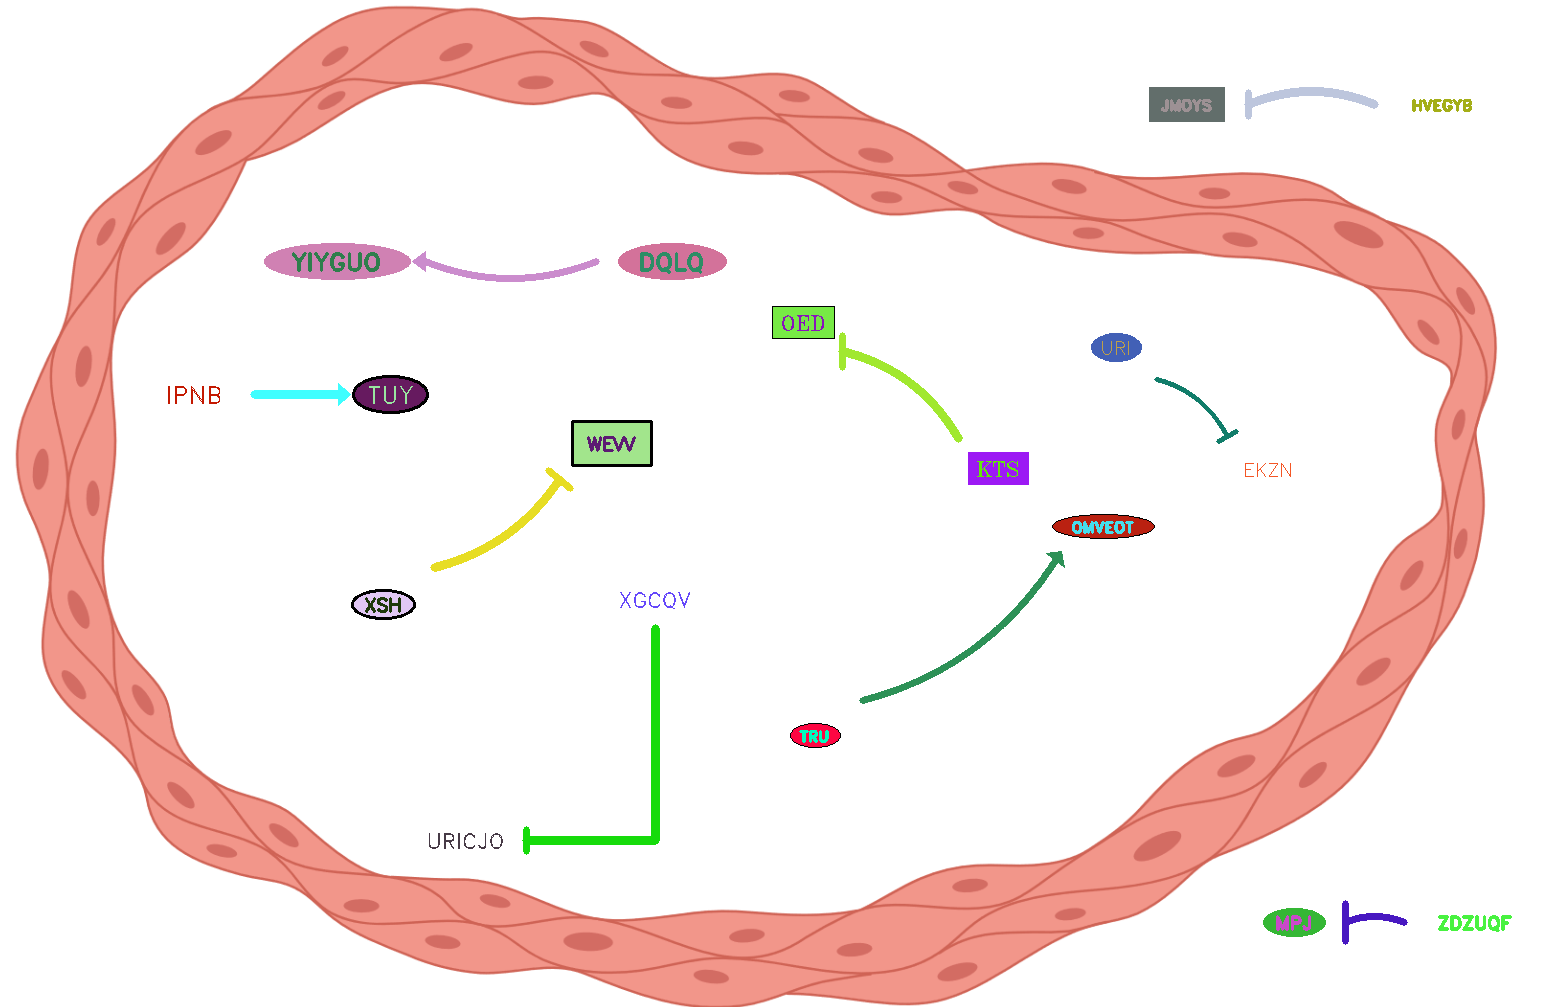 JMOYS
HVEGYB
YIYGUO
DQLQ
OED
URI
IPNB
TUY
WEVV
KTS
EKZN
OMVEOT
XSH
XGCQV
TRU
URICJO
MPJ
ZDZUQF